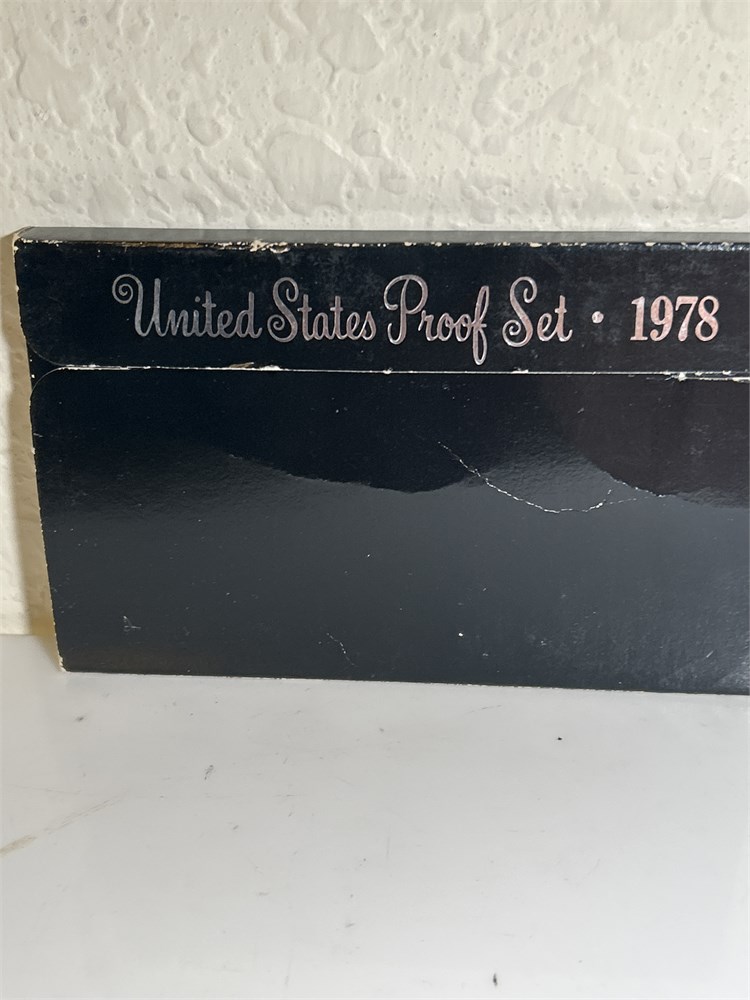 United States Proof Set • 1978